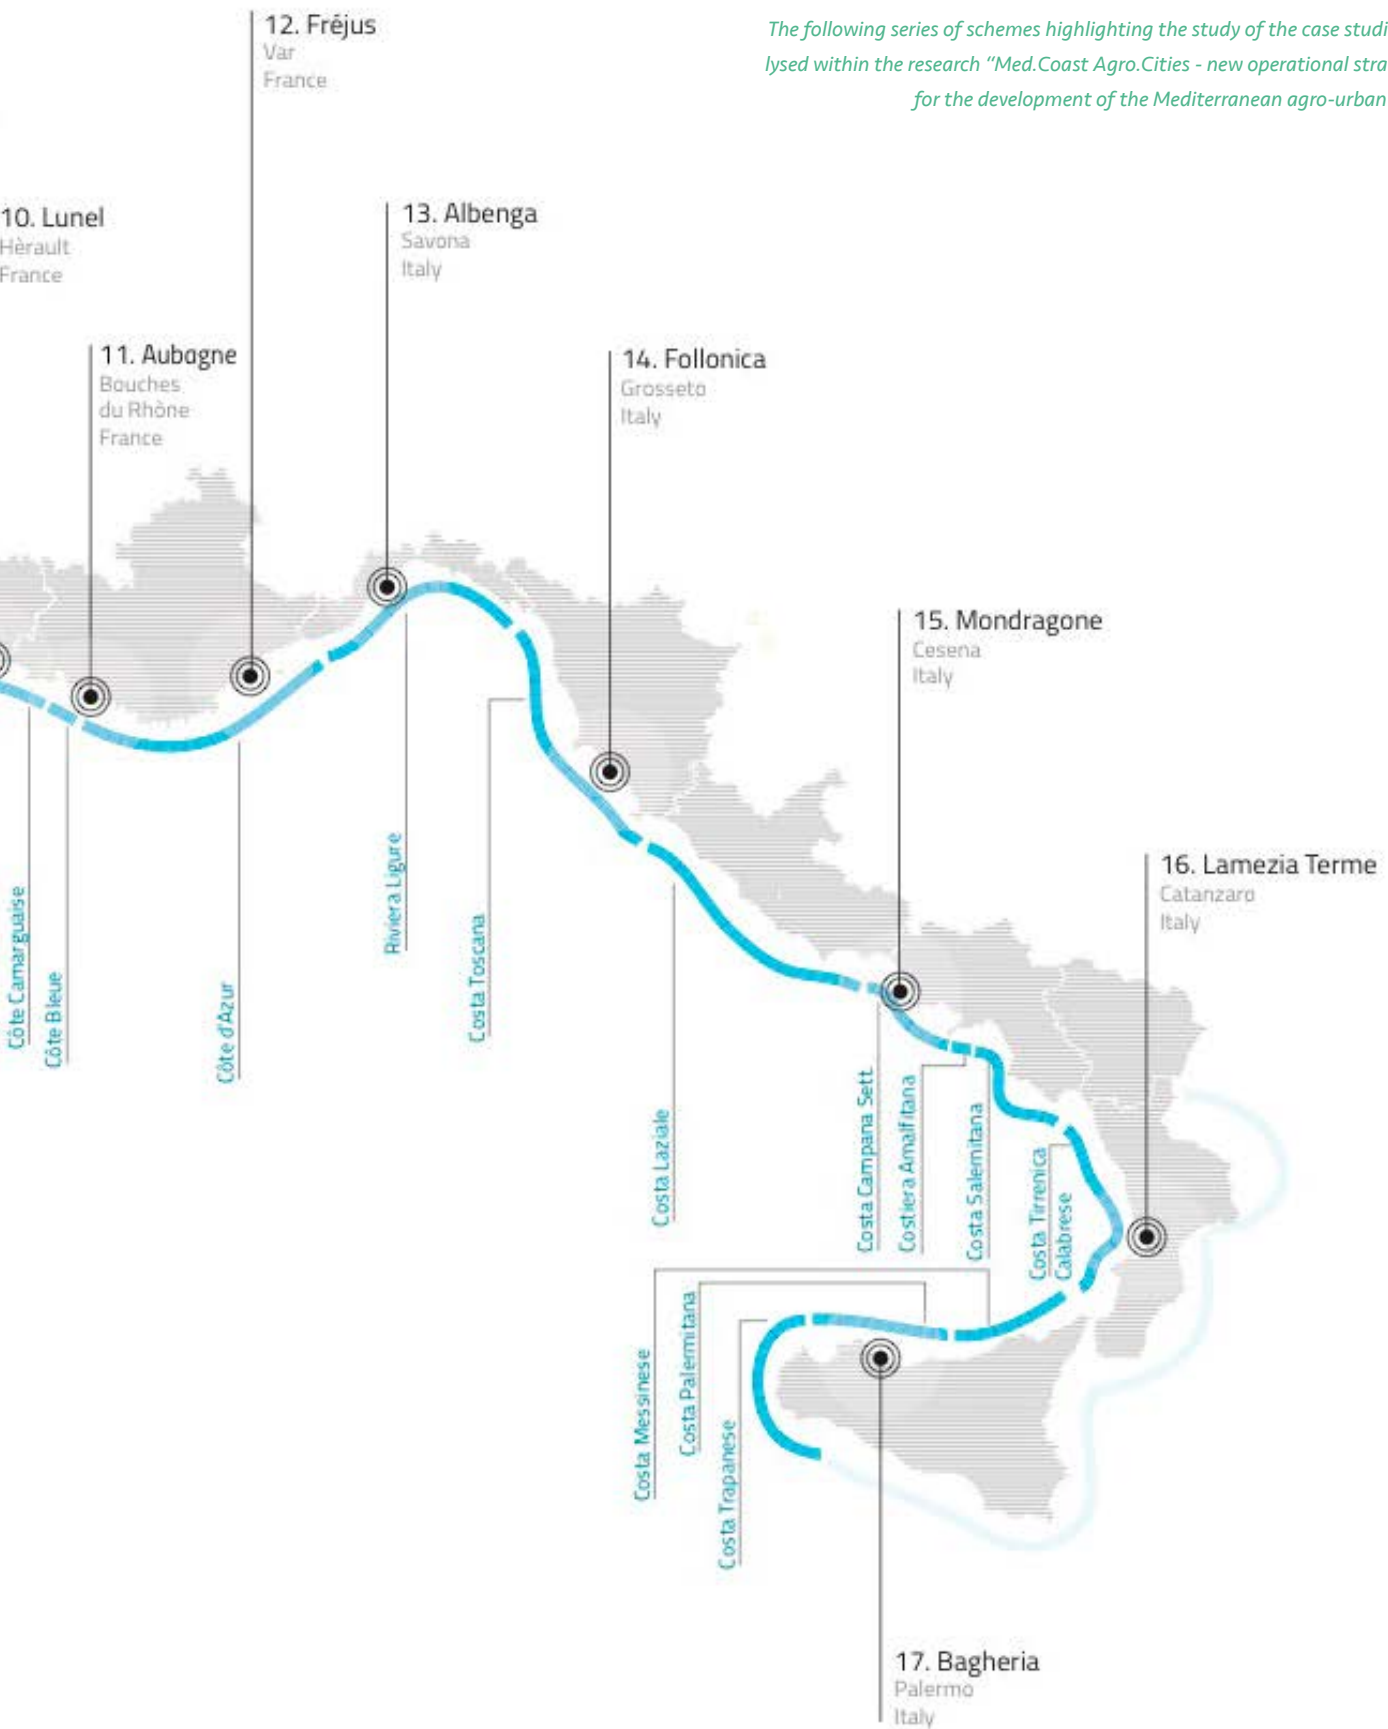 12. Fréjus
Var
France
The following series of schemes highlighting the study of the case studi
lysed within the research “Med.Coast Agro.Cities - new operational stra
for the development of the Mediterranean agro-urban
10. Lunel
Hèrault
France
13. Albenga
Savona
Italy
11. Aubagne
Bouches
du Rhône
France
14. Follonica
Grosseto
Italy
15. Mondragone
Cesena
Italy
16. Lamezia Terme
Catanzaro
Italy
Côte Camarguaise
Côte Bleue
Côte d'Azur
Riviera Ligure
Costa Toscana
Costa Laziale
Costa Campana Sett.
Costiera Amalfitana
Costa Salernitana
Costa Tirrenica
Calabrese
Costa Messinese
Costa Palermitana
Costa Trapanese
17. Bagheria
Palermo
Italy